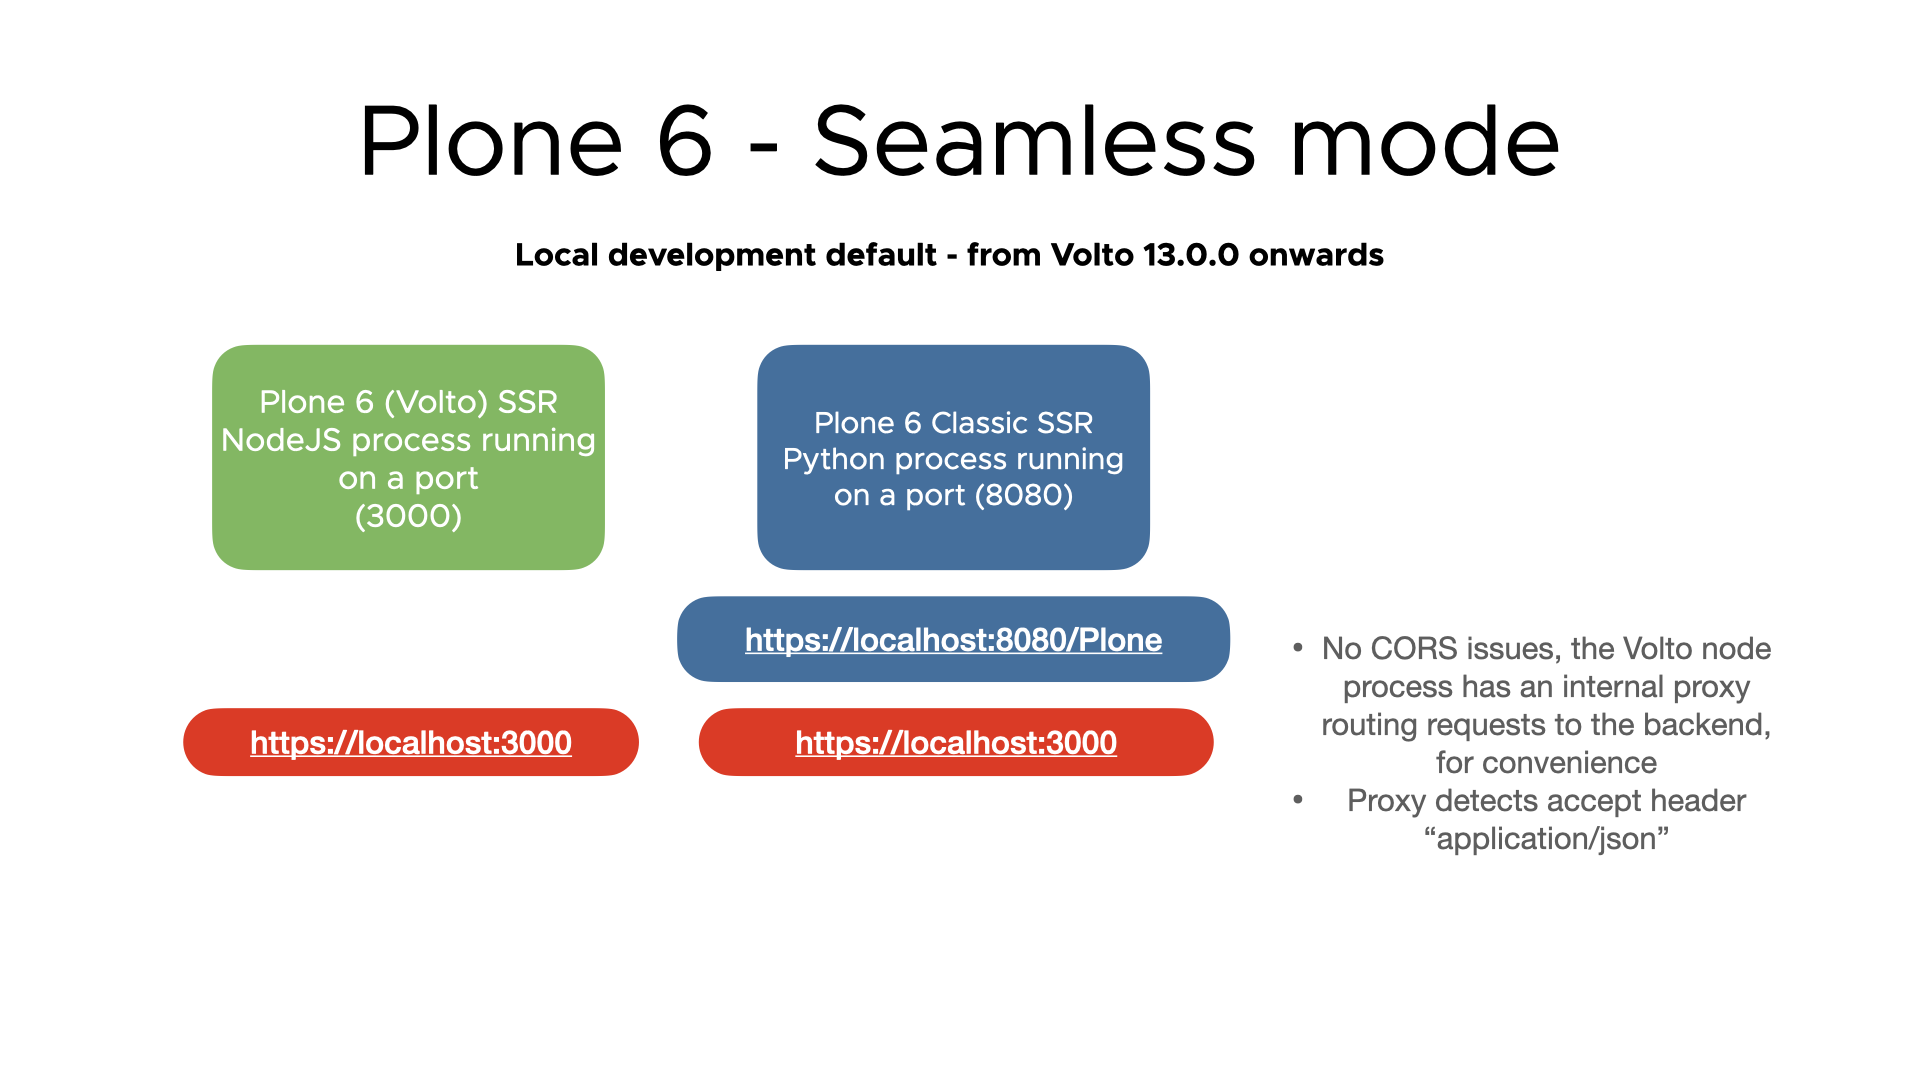 Plone 6 - Seamless mode
Local development default - from Volto 13.0.0 onwards
Plone 6 (Volto) SSR
NodeJS process running
on a port
(3000)
Plone 6 Classic SSR
Python process running
on a port (8080)
https://localhost:8080/Plone
https://localhost:3000
https://localhost:3000
• No CORS issues, the Volto node
process has an internal proxy
routing requests to the backend,
for convenience
• Proxy detects accept header
“application/json”